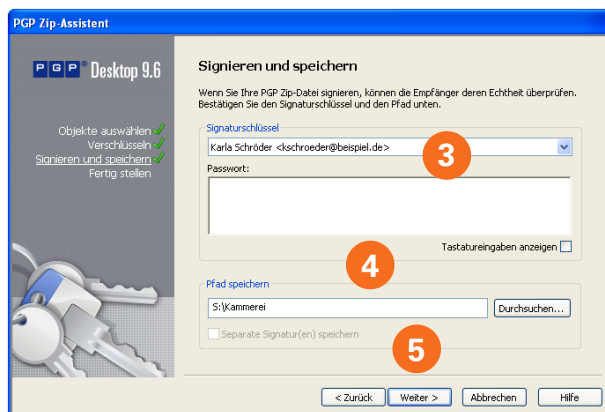 PGP Zip-Assistent
PGP® Desktop 9.6
Objekte auswählen
Verschlüsseln
Signieren und speichern
Fertig stellen
Signieren und speichern
Wenn Sie Ihre PGP Zip-Datei signieren, können die Empfänger deren Echtheit überprüfen.
Bestätigen Sie den Signaturschlüssel und den Pfad unten.
Signaturschlüssel
Karla Schröder <kschroeder@beispiel.de>
3
Passwort:
Tastatureingaben anzeigen
4
Pfad speichern
S:\Kammerei
Durchsuchen...
Separate Signatur(en) speichern
5
< Zurück
Weiter >
Abbrechen
Hilfe